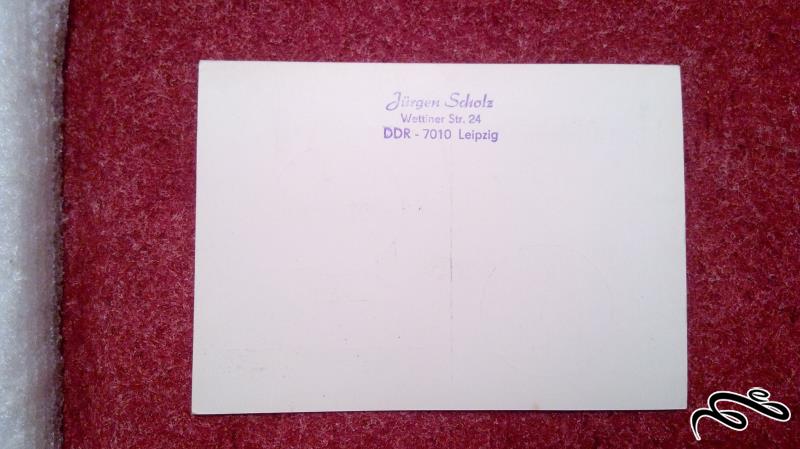 Jürgen Scholz
Wettiner Str. 24
DDR - 7010 Leipzig